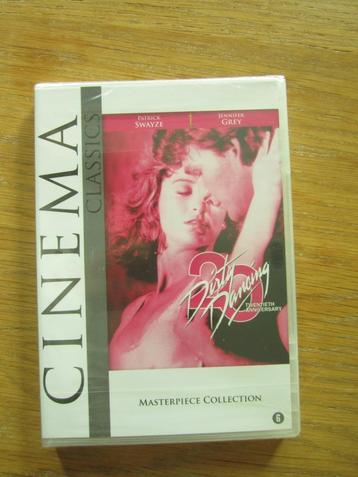 CINEMA
CLASSICS
PATRICK
SWAYZE
JENNIFER
GREY
20
Dirty
Dancing
TWENTIETH
ANNIVERSARY
MASTERPIECE COLLECTION
6